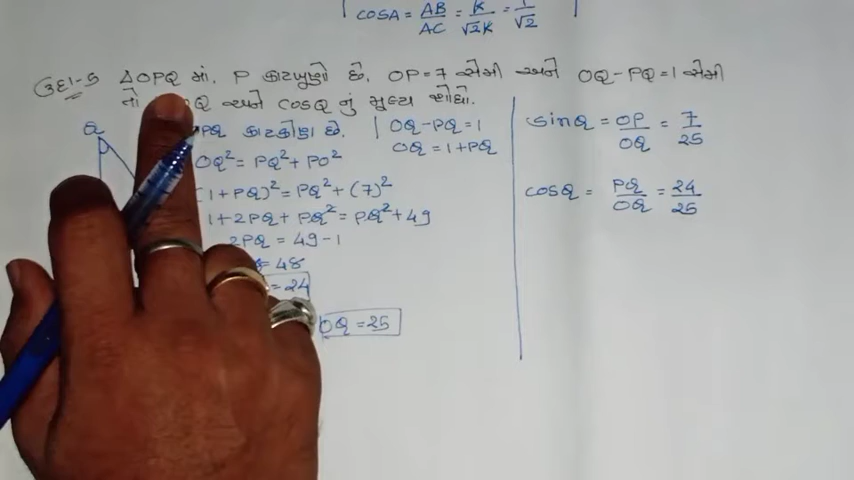 COSA = AB/AC = K/√2K = 1/√2
ઉદા-૬ ΔOPQ માં. P કાટખૂણો છે. OP=7 સેમી અને OQ-PQ=1 સેમી
તો Q અને COSQ નું મૂલ્ય શોધો.
Q
PQ કાટકોણ છે.
OQ² = PQ² + PO²
(1+PQ)² = PQ² + (7)²
1+2PQ+PQ² = PQ²+49
2PQ = 49-1
= 48
= 24
OQ = 25
OQ-PQ=1
OQ = 1+PQ
sinQ = OP/OQ = 7/25
COSQ = PQ/OQ = 24/25